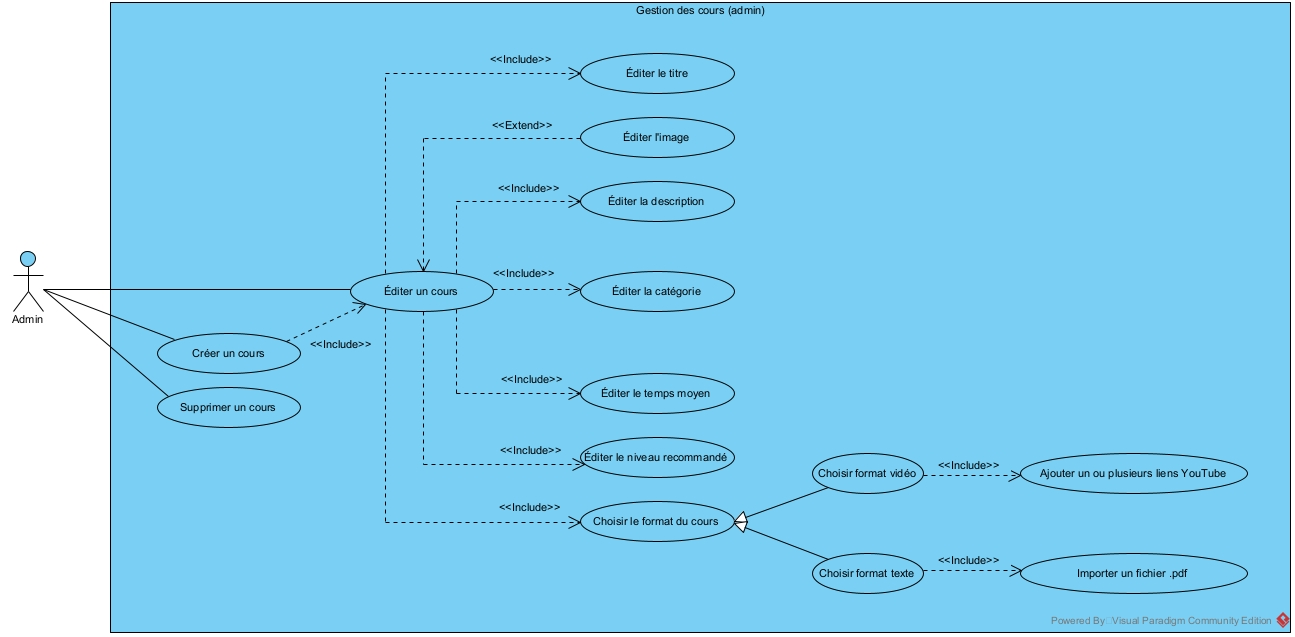 Gestion des cours (admin)
<<Include>>
Éditer le titre
<<Extend>>
Éditer l'image
<<Include>>
Éditer la description
<<Include>>
Éditer un cours
Éditer la catégorie
Admin
<<Include>>
Créer un cours
<<Include>>
Éditer le temps moyen
Supprimer un cours
<<Include>>
Éditer le niveau recommandé
<<Include>>
Choisir format vidéo
Ajouter un ou plusieurs liens YouTube
<<Include>>
Choisir le format du cours
<<Include>>
Choisir format texte
Importer un fichier .pdf
Powered By Visual Paradigm Community Edition